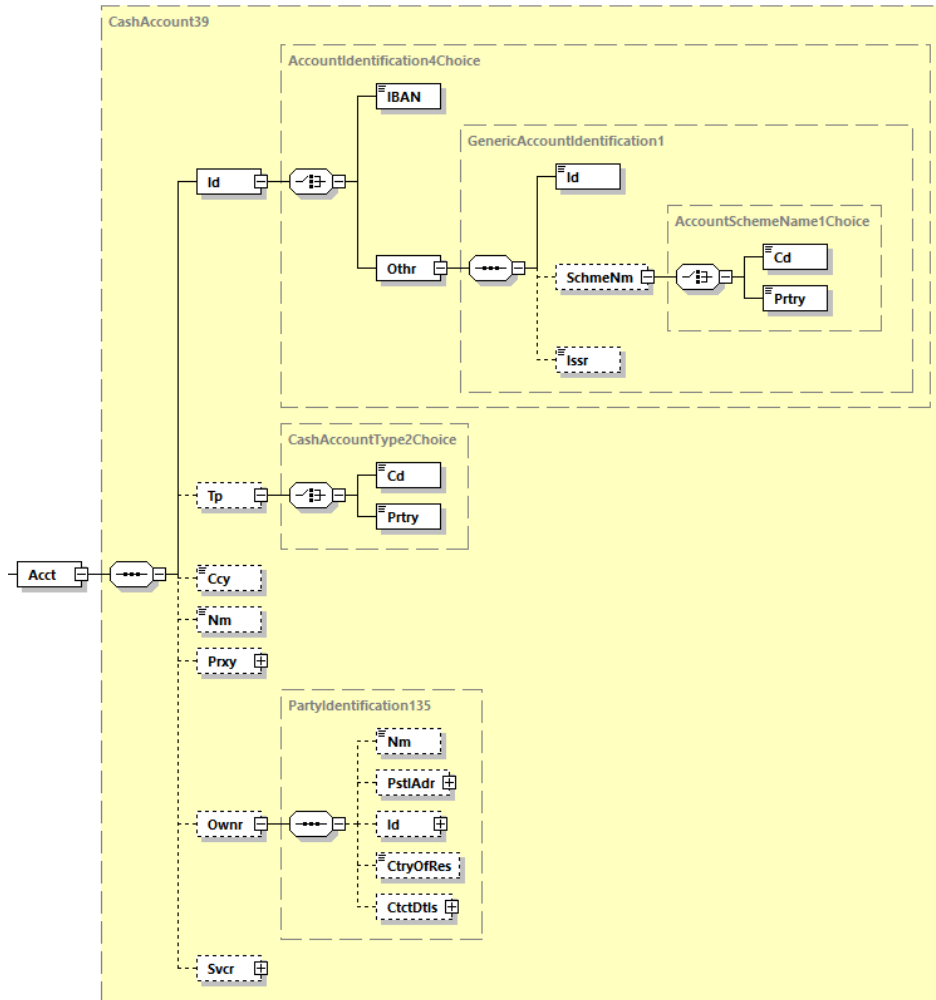 CashAccount39
AccountIdentification4Choice
IBAN
GenericAccountIdentification1
Id
Id
AccountSchemeName1Choice
Cd
Othr
SchmeNm
Prtry
Issr
CashAccountType2Choice
Cd
Tp
Prtry
Acct
Ccy
Nm
Prxy
PartyIdentification135
Nm
PstlAdr
Ownr
Id
CtryOfRes
CtctDtls
Svcr